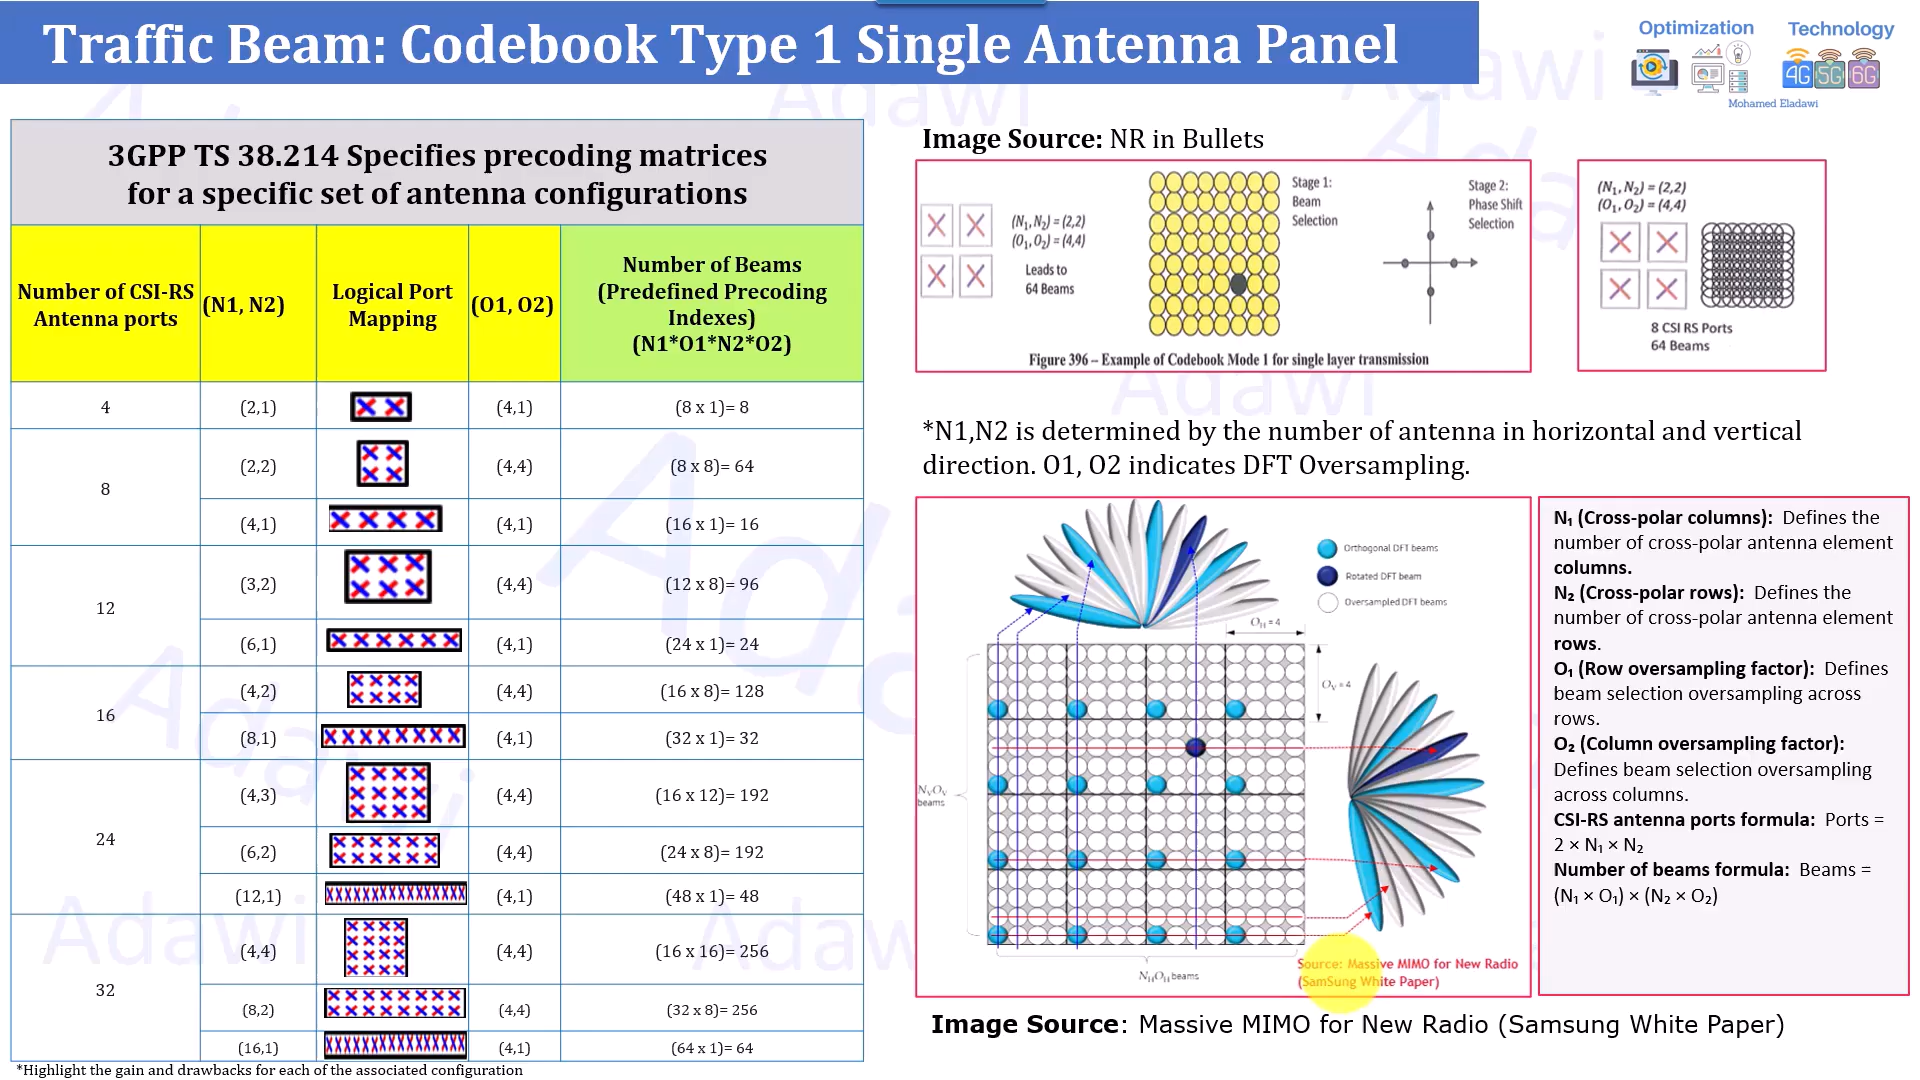 Traffic Beam: Codebook Type 1 Single Antenna Panel
Optimization
Technology
4G 5G 6G
Mohamed Eladawi
3GPP TS 38.214 Specifies precoding matrices
for a specific set of antenna configurations
Number of CSI-RS
Antenna ports
(N1, N2)
Logical Port
Mapping
(O1, O2)
Number of Beams
(Predefined Precoding
Indexes)
(N1*O1*N2*O2)
4
(2,1)
(4,1)
(8 x 1)= 8
8
(2,2)
(4,4)
(8 x 8)= 64
(4,1)
(4,1)
(16 x 1)= 16
12
(3,2)
(4,4)
(12 x 8)= 96
(6,1)
(4,1)
(24 x 1)= 24
16
(4,2)
(4,4)
(16 x 8)= 128
(8,1)
(4,1)
(32 x 1)= 32
24
(4,3)
(4,4)
(16 x 12)= 192
(6,2)
(4,4)
(24 x 8)= 192
(12,1)
(4,1)
(48 x 1)= 48
32
(4,4)
(4,4)
(16 x 16)= 256
(8,2)
(4,4)
(32 x 8)= 256
(16,1)
(4,1)
(64 x 1)= 64
*Highlight the gain and drawbacks for each of the associated configuration
Image Source: NR in Bullets
(N₁, N₂) = (2,2)
(O₁, O₂) = (4,4)
Leads to
64 Beams
Stage 1:
Beam
Selection
Stage 2:
Phase Shift
Selection
Figure 396 – Example of Codebook Mode 1 for single layer transmission
(N₁, N₂) = (2,2)
(O₁, O₂) = (4,4)
8 CSI RS Ports
64 Beams
*N1,N2 is determined by the number of antenna in horizontal and vertical
direction. O1, O2 indicates DFT Oversampling.
Orthogonal DFT beams
Rotated DFT beam
Oversampled DFT beams
O_H = 4
O_V = 4
N_V O_V
beams
N_H O_H beams
Source: Massive MIMO for New Radio
(SamSung White Paper)
N₁ (Cross-polar columns): Defines the
number of cross-polar antenna element
columns.
N₂ (Cross-polar rows): Defines the
number of cross-polar antenna element
rows.
O₁ (Row oversampling factor): Defines
beam selection oversampling across
rows.
O₂ (Column oversampling factor):
Defines beam selection oversampling
across columns.
CSI-RS antenna ports formula: Ports =
2 × N₁ × N₂
Number of beams formula: Beams =
(N₁ × O₁) × (N₂ × O₂)
Image Source: Massive MIMO for New Radio (Samsung White Paper)
Adawi